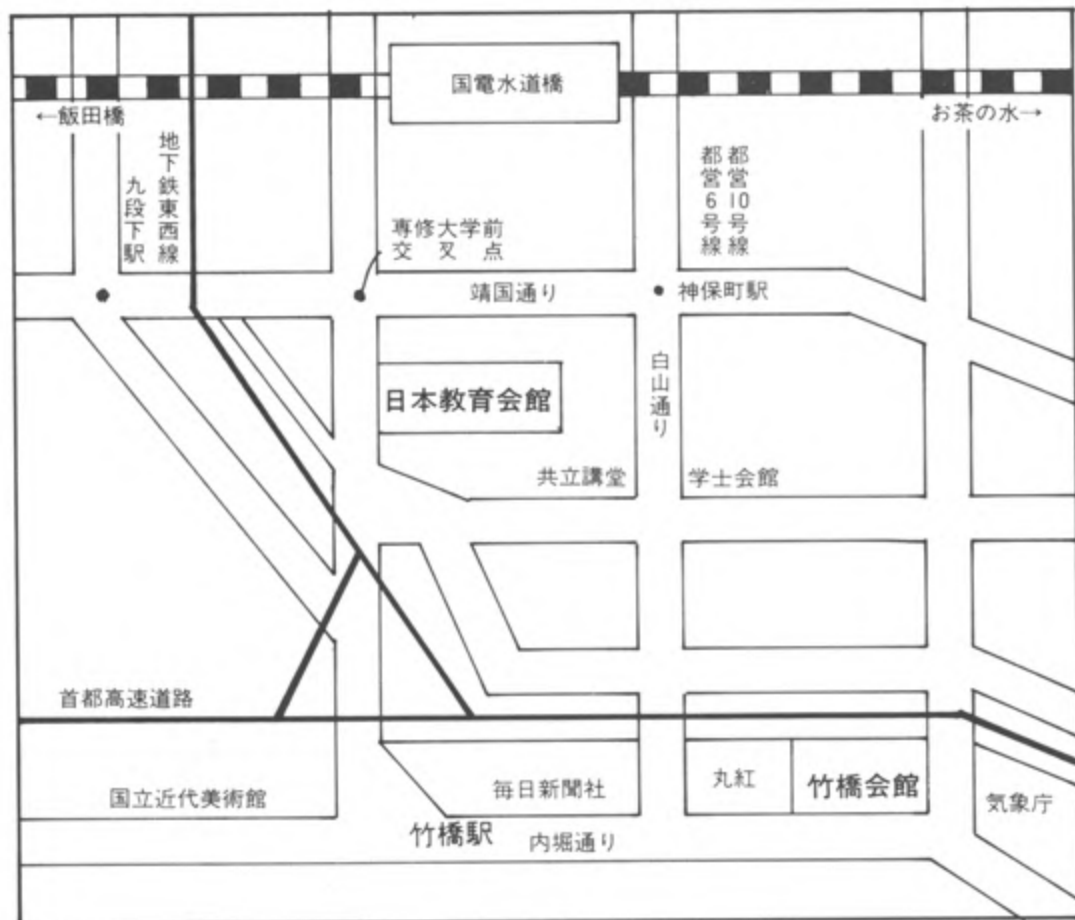 国電水道橋
←飯田橋
お茶の水→
地下鉄東西線
九段下駅
都営10号線
都営6号線
専修大学前
交叉点
靖国通り
神保町駅
白山通り
日本教育会館
共立講堂
学士会館
首都高速道路
国立近代美術館
毎日新聞社
丸紅
竹橋会館
気象庁
竹橋駅
内堀通り